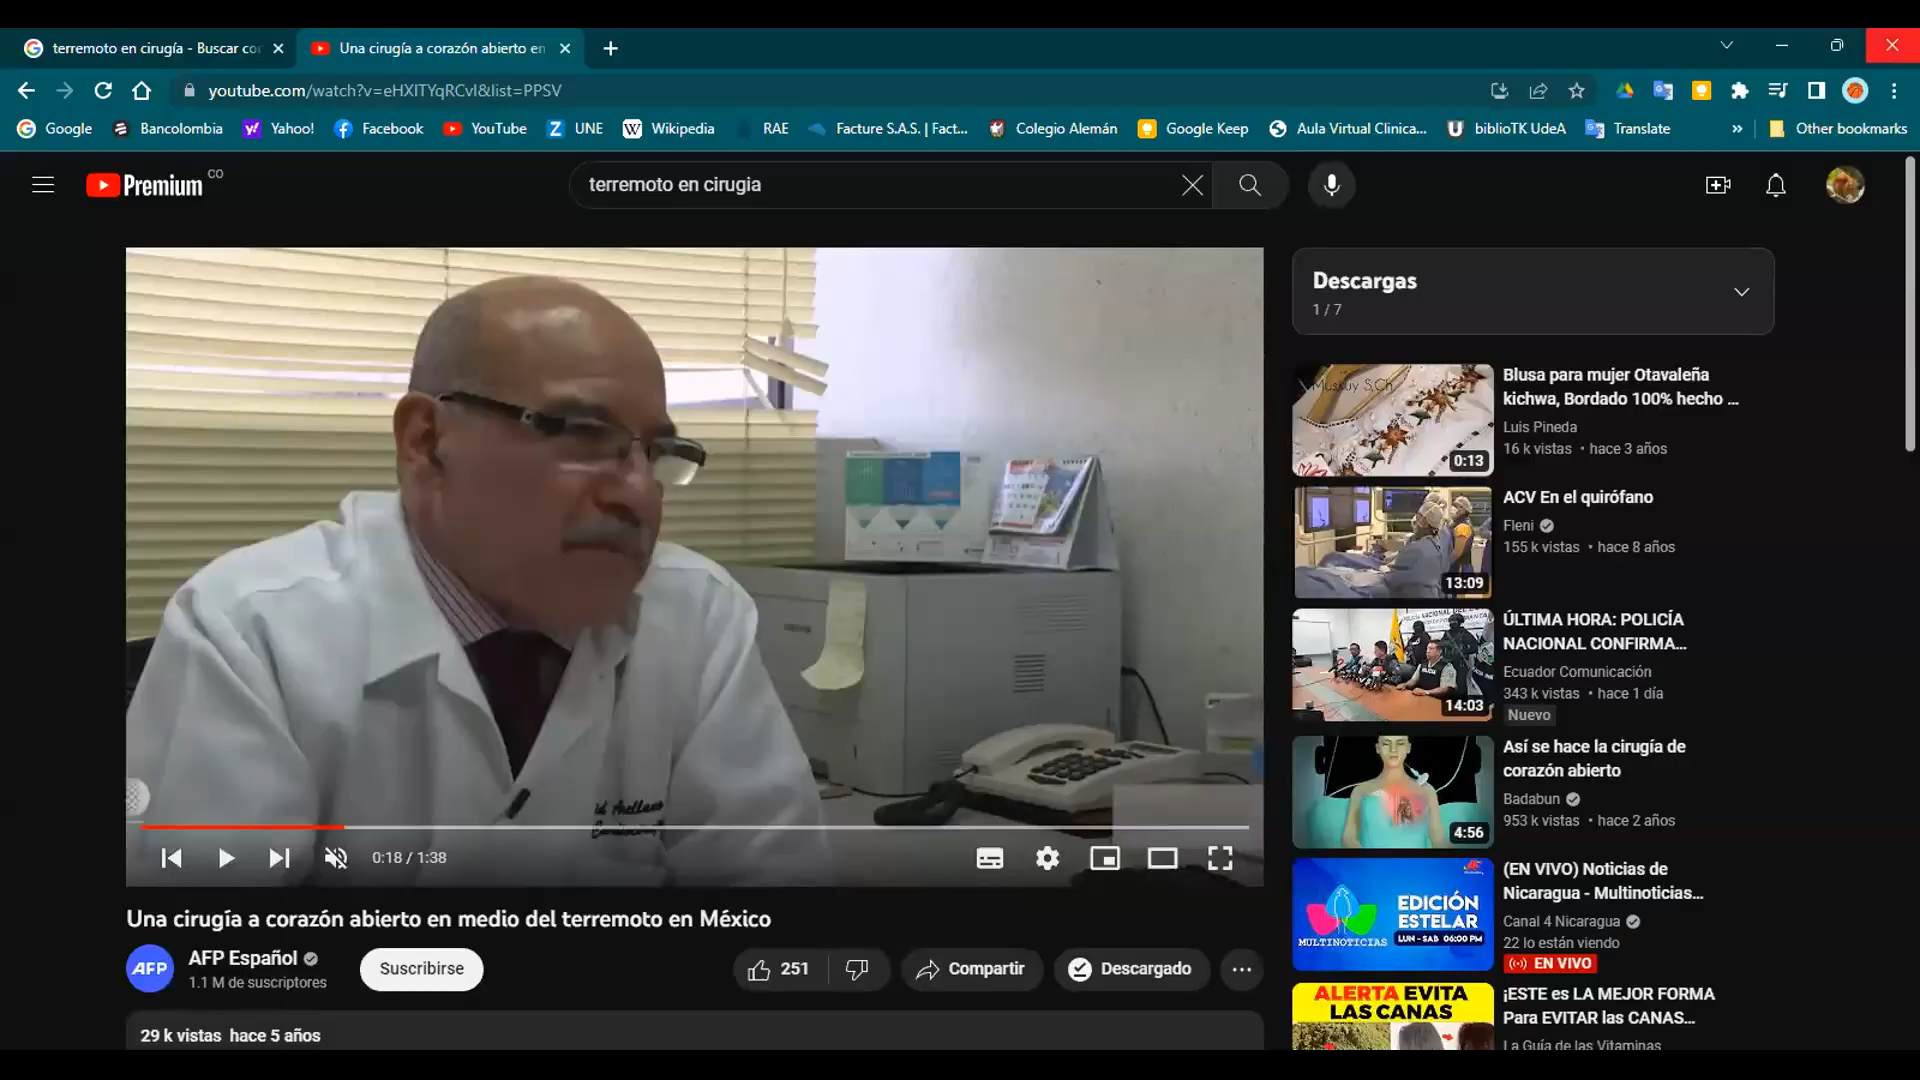 terremoto en cirugía - Buscar co
Una cirugía a corazón abierto en
youtube.com/watch?v=eHXITYqRCvI&list=PPSV
Google
Bancolombia
Yahoo!
Facebook
YouTube
UNE
Wikipedia
RAE
Facture S.A.S. | Fact...
Colegio Alemán
Google Keep
Aula Virtual Clinica...
biblioTK UdeA
Translate
»
Other bookmarks
Premium CO
terremoto en cirugia
Descargas
1 / 7
Muskuy S,Ch
0:13
Blusa para mujer Otavaleña
kichwa, Bordado 100% hecho ...
Luis Pineda
16 k vistas • hace 3 años
13:09
ACV En el quirófano
Fleni
155 k vistas • hace 8 años
14:03
ÚLTIMA HORA: POLICÍA
NACIONAL CONFIRMA...
Ecuador Comunicación
343 k vistas • hace 1 día
Nuevo
4:56
Así se hace la cirugía de
corazón abierto
Badabun
953 k vistas • hace 2 años
EDICIÓN
ESTELAR
MULTINOTICIAS
LUN - SAB 06:00 PM
(EN VIVO) Noticias de
Nicaragua - Multinoticias...
Canal 4 Nicaragua
22 lo están viendo
EN VIVO
ALERTA EVITA
LAS CANAS
¡ESTE es LA MEJOR FORMA
Para EVITAR las CANAS...
La Guía de las Vitaminas
Arellano
0:18 / 1:38
Una cirugía a corazón abierto en medio del terremoto en México
AFP
AFP Español
1.1 M de suscriptores
Suscribirse
251
Compartir
Descargado
29 k vistas hace 5 años